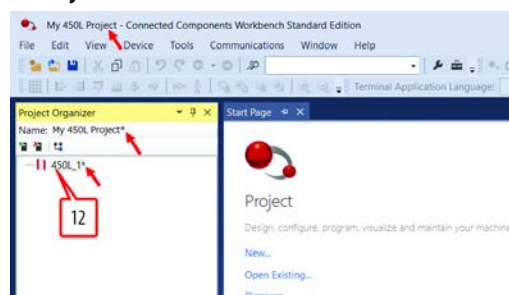 My 450L Project - Connected Components Workbench Standard Edition
File Edit View Device Tools Communications Window Help
Terminal Application Language:
Project Organizer
Start Page
Name: My 450L Project*
450L_1*
12
Project
Design, configure, program, visualize and maintain your machine
New...
Open Existing...
Discover...